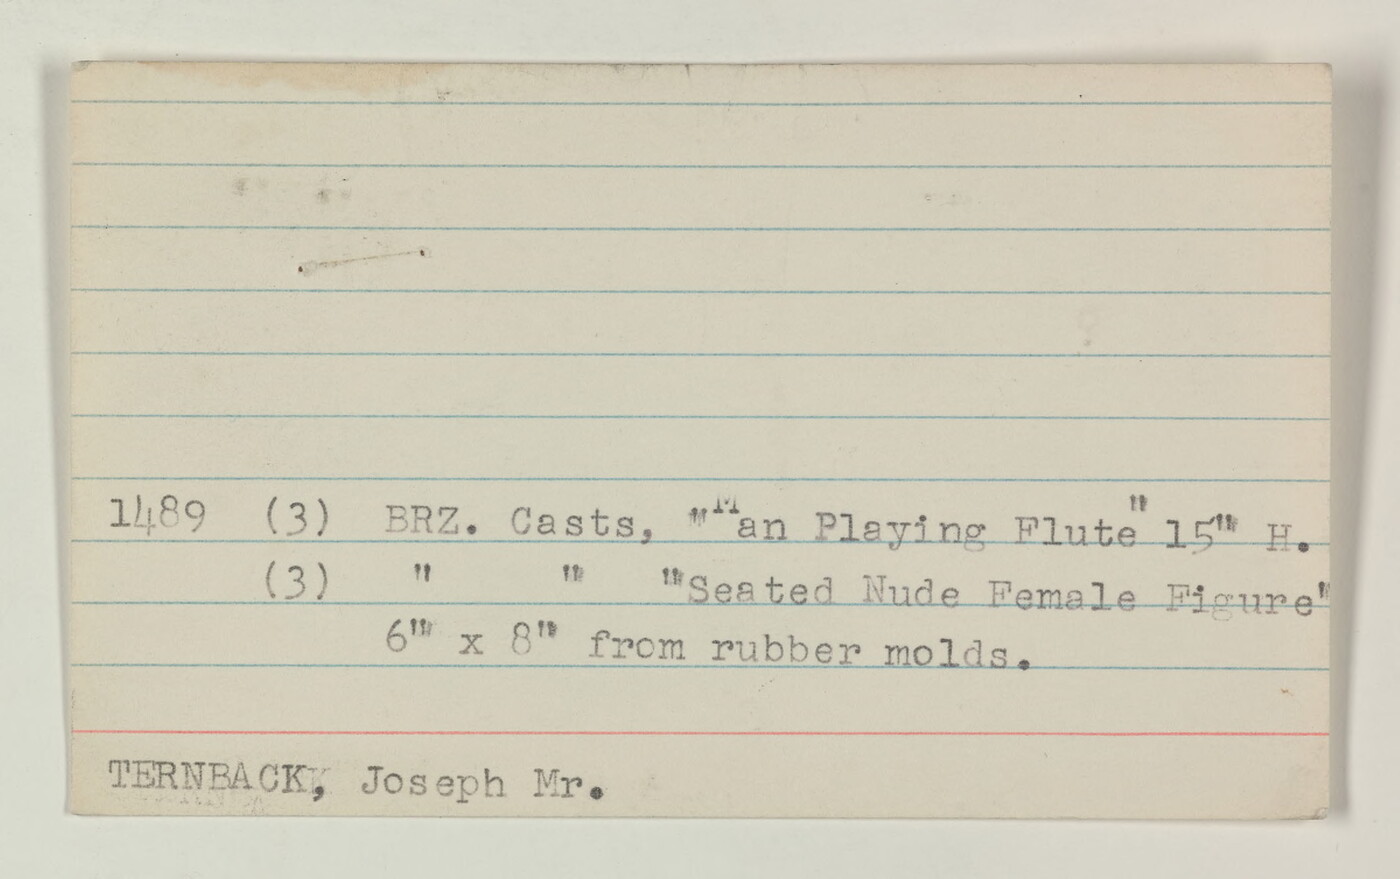 1489 (3) BRZ. Casts, "Man Playing Flute" 15" H.
(3) " " "Seated Nude Female Figure"
6" x 8" from rubber molds.
TERNBACK, Joseph Mr.